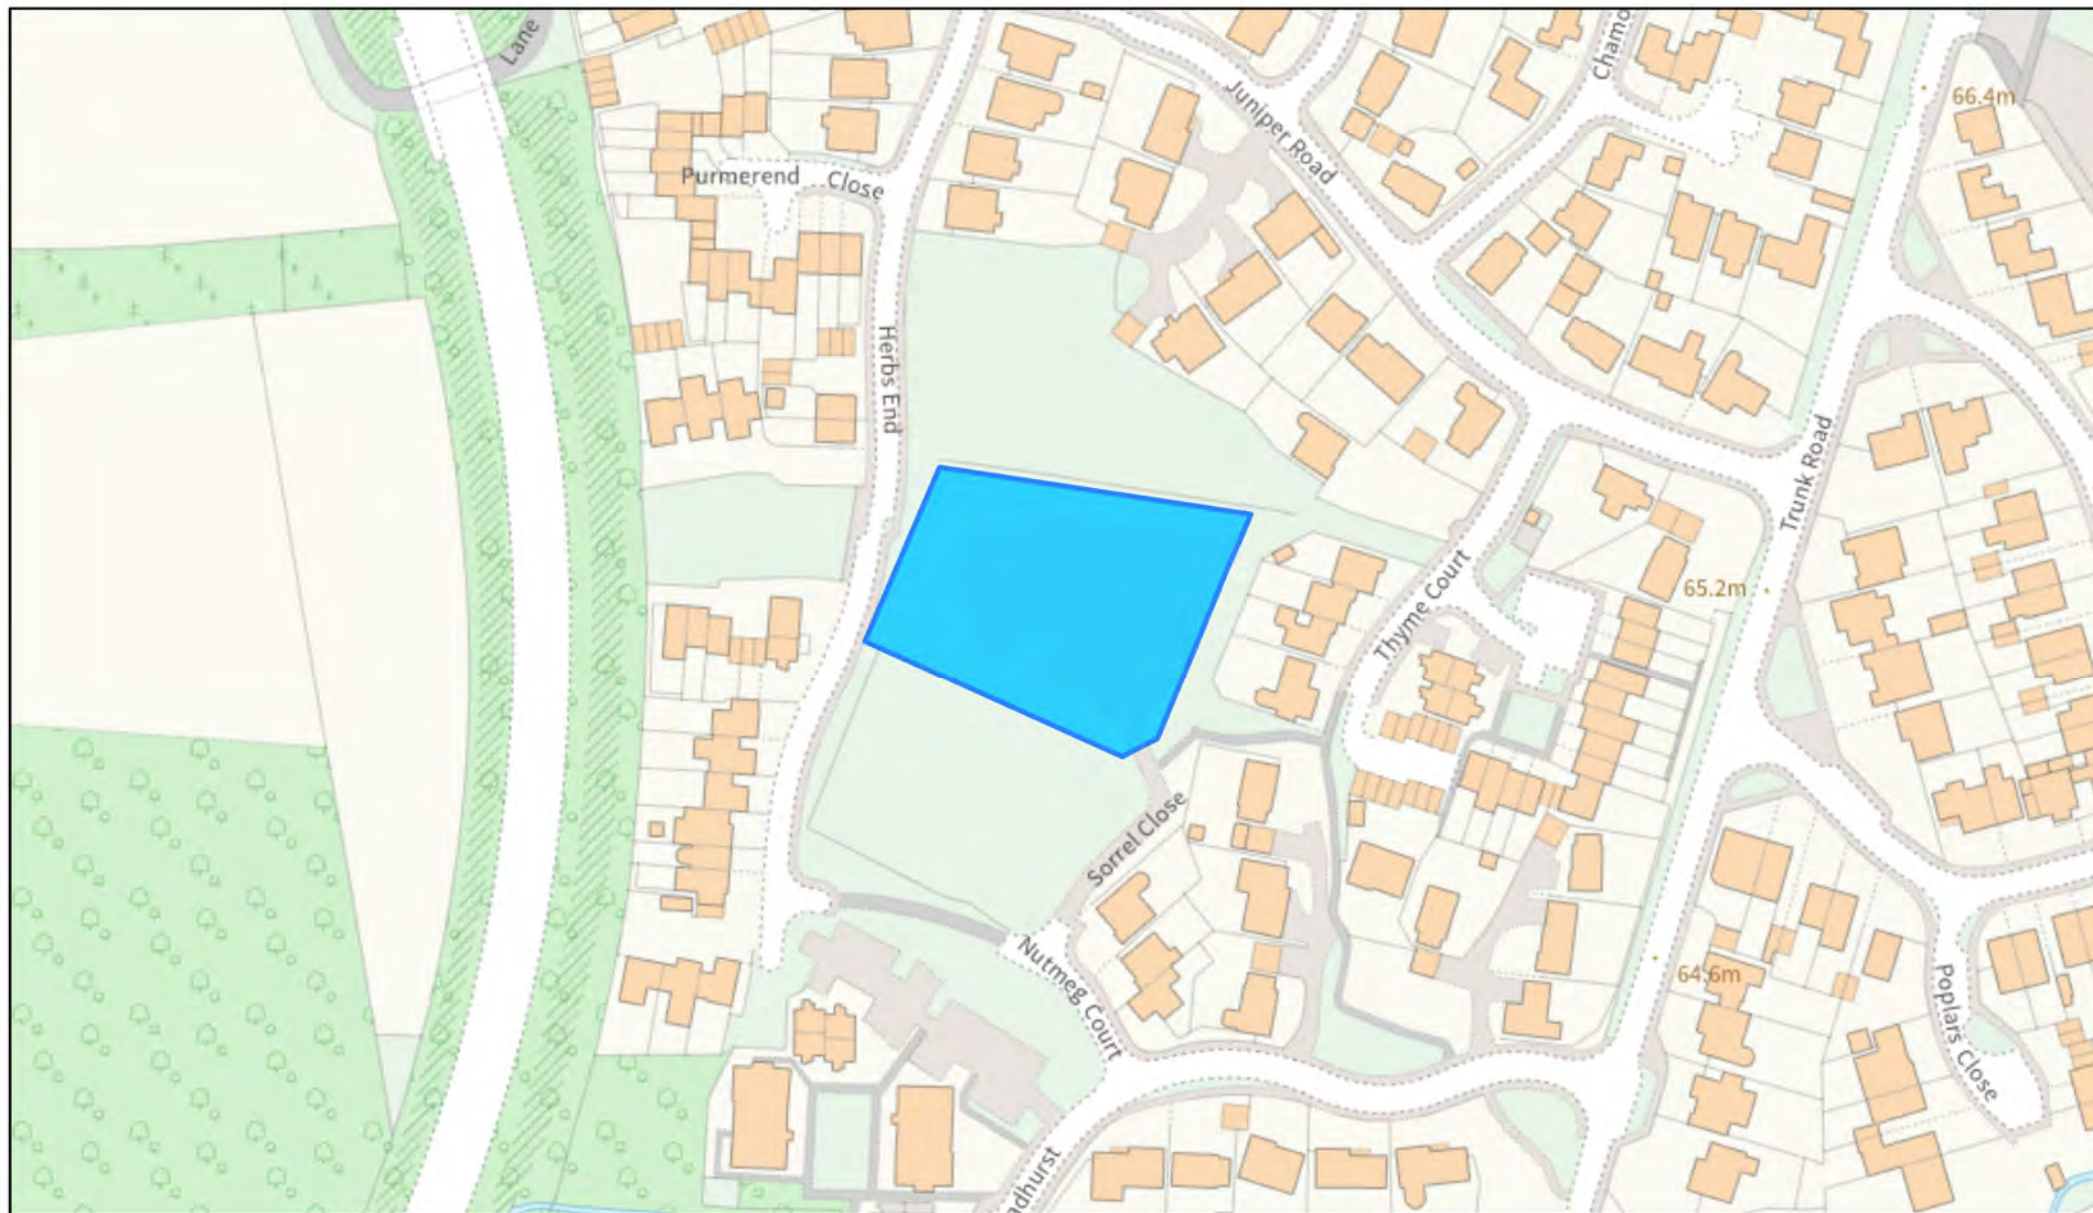 Lane
Chamo
66.4m
Juniper Road
Purmerend Close
Herbs End
Trunk Road
65.2m
Thyme Court
Sorrel Close
Nutmeg Court
64.6m
Poplars Close
adhurst